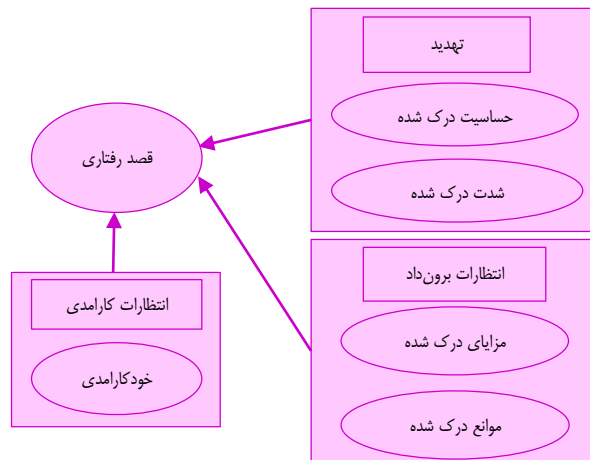 تهدید
حساسیت درک شده
شدت درک شده
قصد رفتاری
انتظارات برون‌داد
مزایای درک شده
موانع درک شده
انتظارات کارامدی
خودکارامدی